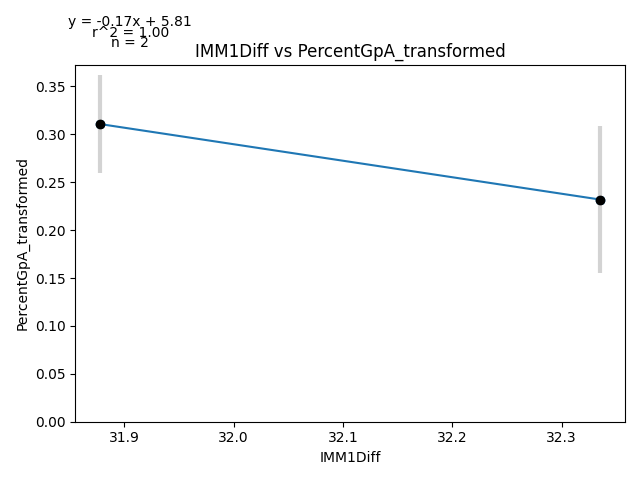 y = -0.17x + 5.81
r^2 = 1.00
n = 2
IMM1Diff vs PercentGpA_transformed
0.35
0.30
0.25
0.20
0.15
0.10
0.05
0.00
PercentGpA_transformed
31.9 32.0 32.1 32.2 32.3
IMM1Diff